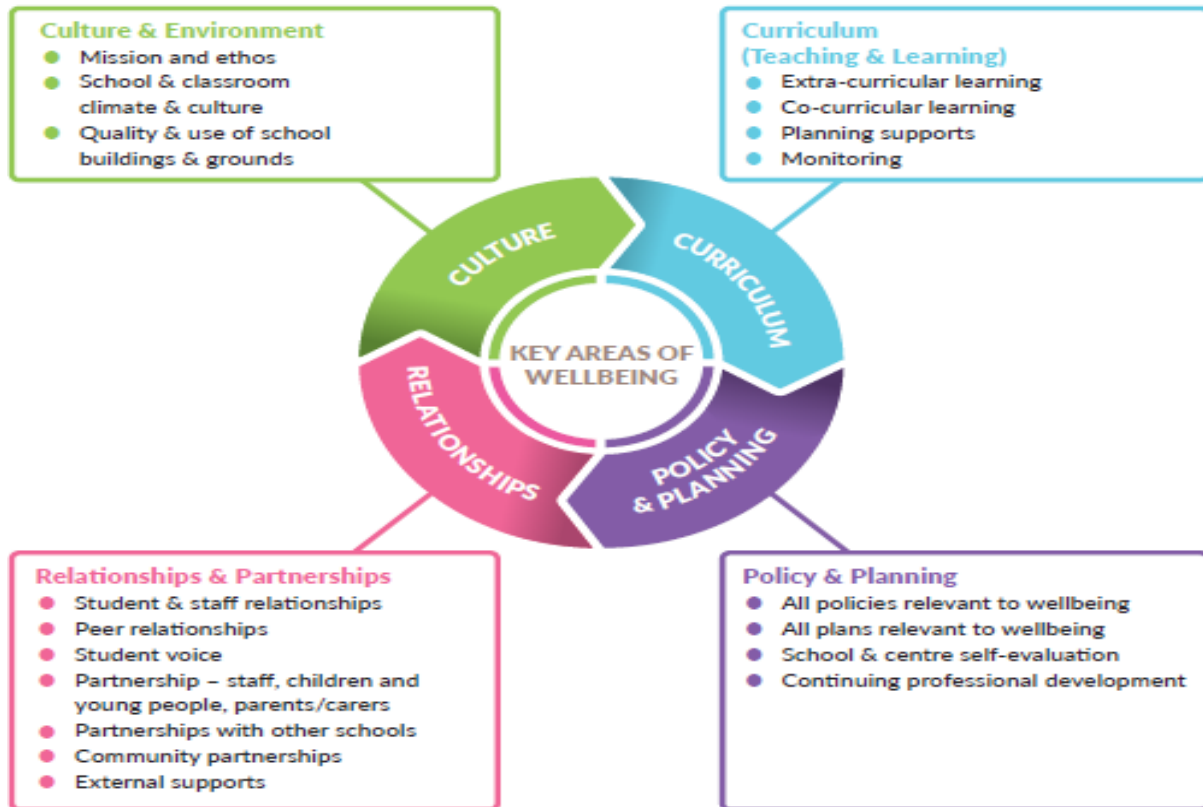 Culture & Environment
● Mission and ethos
● School & classroom
climate & culture
● Quality & use of school
buildings & grounds
Curriculum
(Teaching & Learning)
● Extra-curricular learning
● Co-curricular learning
● Planning supports
● Monitoring
CULTURE
CURRICULUM
KEY AREAS OF
WELLBEING
RELATIONSHIPS
POLICY
& PLANNING
Relationships & Partnerships
● Student & staff relationships
● Peer relationships
● Student voice
● Partnership – staff, children and
young people, parents/carers
● Partnerships with other schools
● Community partnerships
● External supports
Policy & Planning
● All policies relevant to wellbeing
● All plans relevant to wellbeing
● School & centre self-evaluation
● Continuing professional development